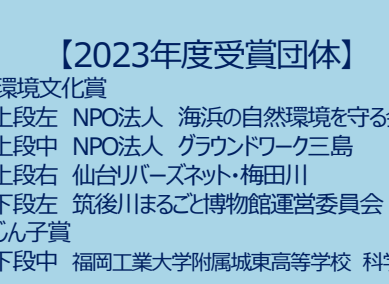 【2023年度受賞団体】
環境文化賞
上段左 NPO法人 海浜の自然環境を守る会
上段中 NPO法人 グラウンドワーク三島
上段右 仙台リバーズネット・梅田川
下段左 筑後川まるごと博物館運営委員会
じん子賞
下段中 福岡工業大学附属城東高等学校 科学